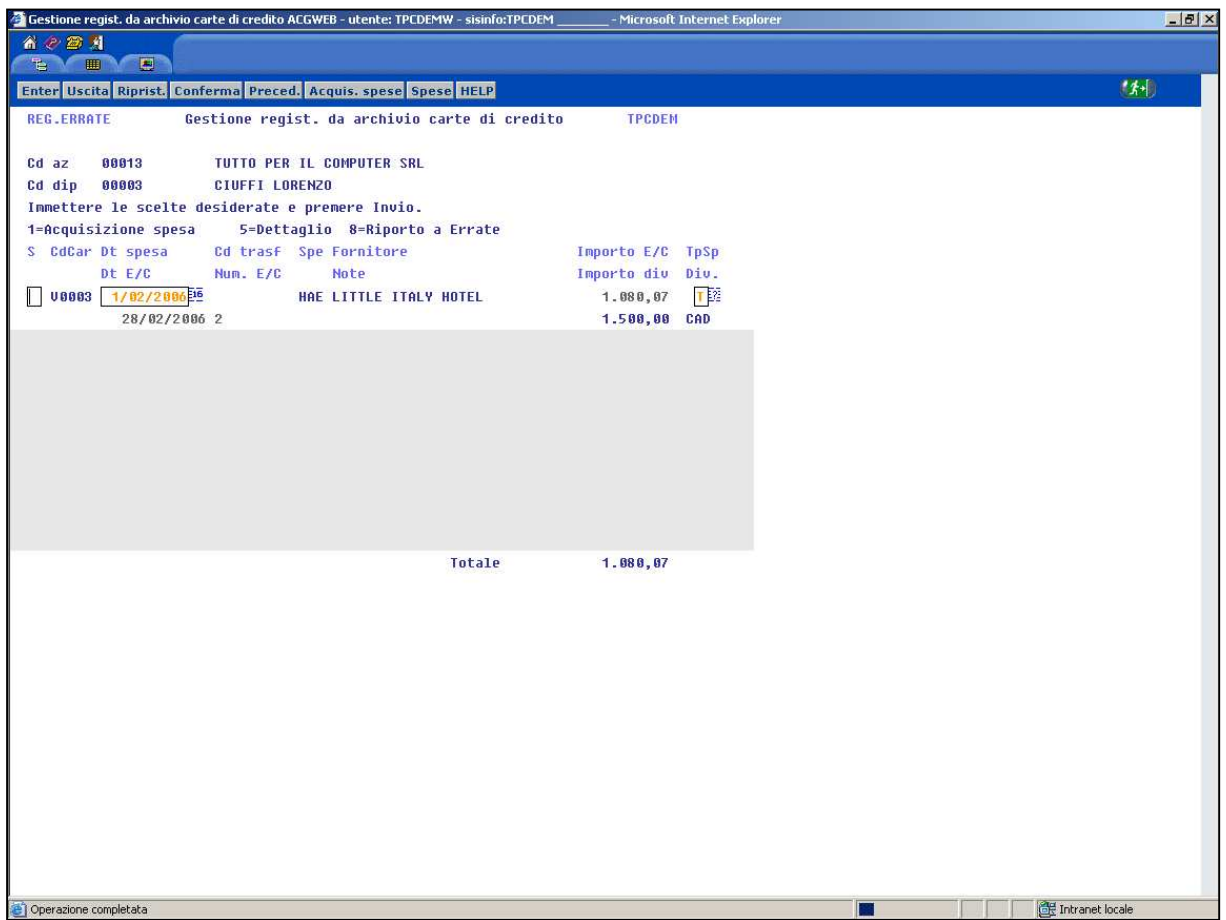 Gestione regist. da archivio carte di credito ACGWEB - utente: TPCDEMW - sisinfo:TPCDEM ________ - Microsoft Internet Explorer
Enter Uscita Riprist. Conferma Preced. Acquis. spese Spese HELP
REG.ERRATE Gestione regist. da archivio carte di credito TPCDEM
Cd az 00013 TUTTO PER IL COMPUTER SRL
Cd dip 00003 CIUFFI LORENZO
Immettere le scelte desiderate e premere Invio.
1=Acquisizione spesa 5=Dettaglio 8=Riporto a Errate
S CdCar Dt spesa Cd trasf Spe Fornitore Importo E/C TpSp
Dt E/C Num. E/C Note Importo div Div.
V0003 1/02/2006 16 HAE LITTLE ITALY HOTEL 1.080,07 T ?
28/02/2006 2 1.500,00 CAD
Totale 1.080,07
Operazione completata Intranet locale